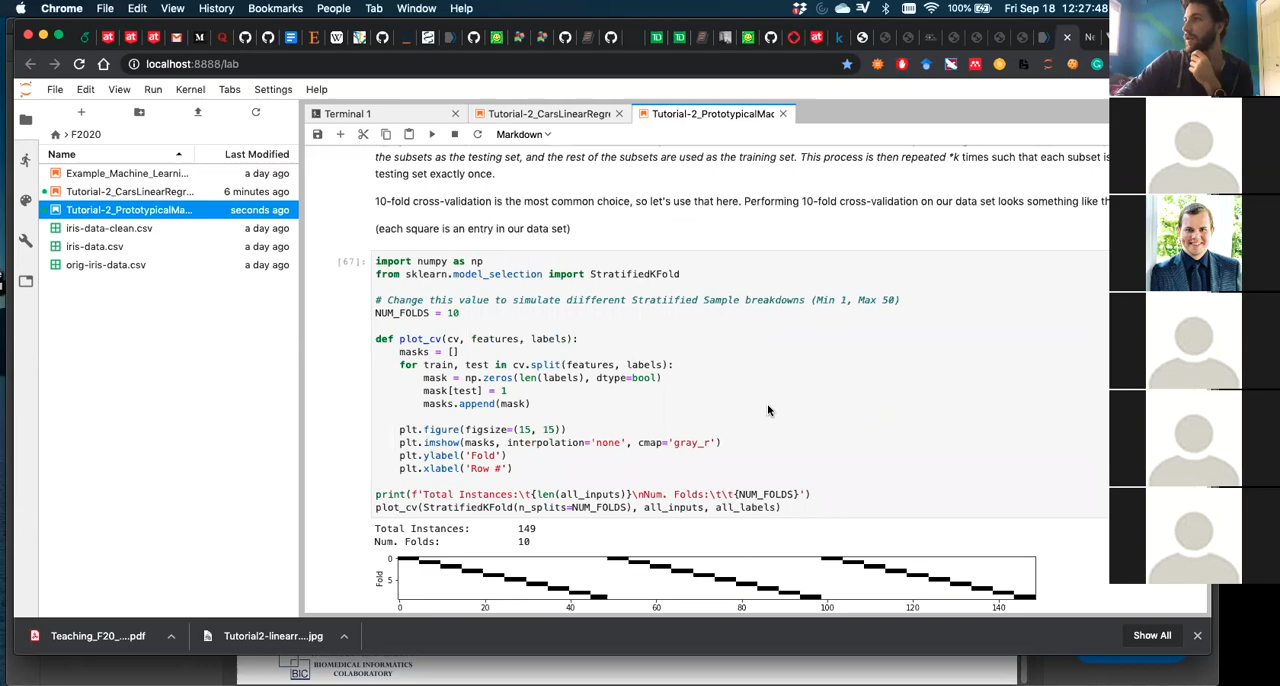 Chrome File Edit View History Bookmarks People Tab Window Help 100% Fri Sep 18 12:27:48
localhost:8888/lab
File Edit View Run Kernel Tabs Settings Help
Terminal 1 Tutorial-2_CarsLinearRegre Tutorial-2_PrototypicalMac
Markdown
F2020
Name Last Modified
Example_Machine_Learni... a day ago
Tutorial-2_CarsLinearRegr... 6 minutes ago
Tutorial-2_PrototypicalMa... seconds ago
iris-data-clean.csv a day ago
iris-data.csv a day ago
orig-iris-data.csv a day ago
the subsets as the testing set, and the rest of the subsets are used as the training set. This process is then repeated *k times such that each subset is
testing set exactly once.
10-fold cross-validation is the most common choice, so let's use that here. Performing 10-fold cross-validation on our data set looks something like th
(each square is an entry in our data set)
[67]: import numpy as np
from sklearn.model_selection import StratifiedKFold
# Change this value to simulate diifferent Stratiified Sample breakdowns (Min 1, Max 50)
NUM_FOLDS = 10
def plot_cv(cv, features, labels):
masks = []
for train, test in cv.split(features, labels):
mask = np.zeros(len(labels), dtype=bool)
mask[test] = 1
masks.append(mask)
plt.figure(figsize=(15, 15))
plt.imshow(masks, interpolation='none', cmap='gray_r')
plt.ylabel('Fold')
plt.xlabel('Row #')
print(f'Total Instances:\t{len(all_inputs)}\nNum. Folds:\t\t{NUM_FOLDS}')
plot_cv(StratifiedKFold(n_splits=NUM_FOLDS), all_inputs, all_labels)
Total Instances: 149
Num. Folds: 10
0
5
Fold
0 20 40 60 80 100 120 140
Teaching_F20_....pdf Tutorial2-linearr....jpg Show All
BIC BIOMEDICAL INFORMATICS
COLABORATORY